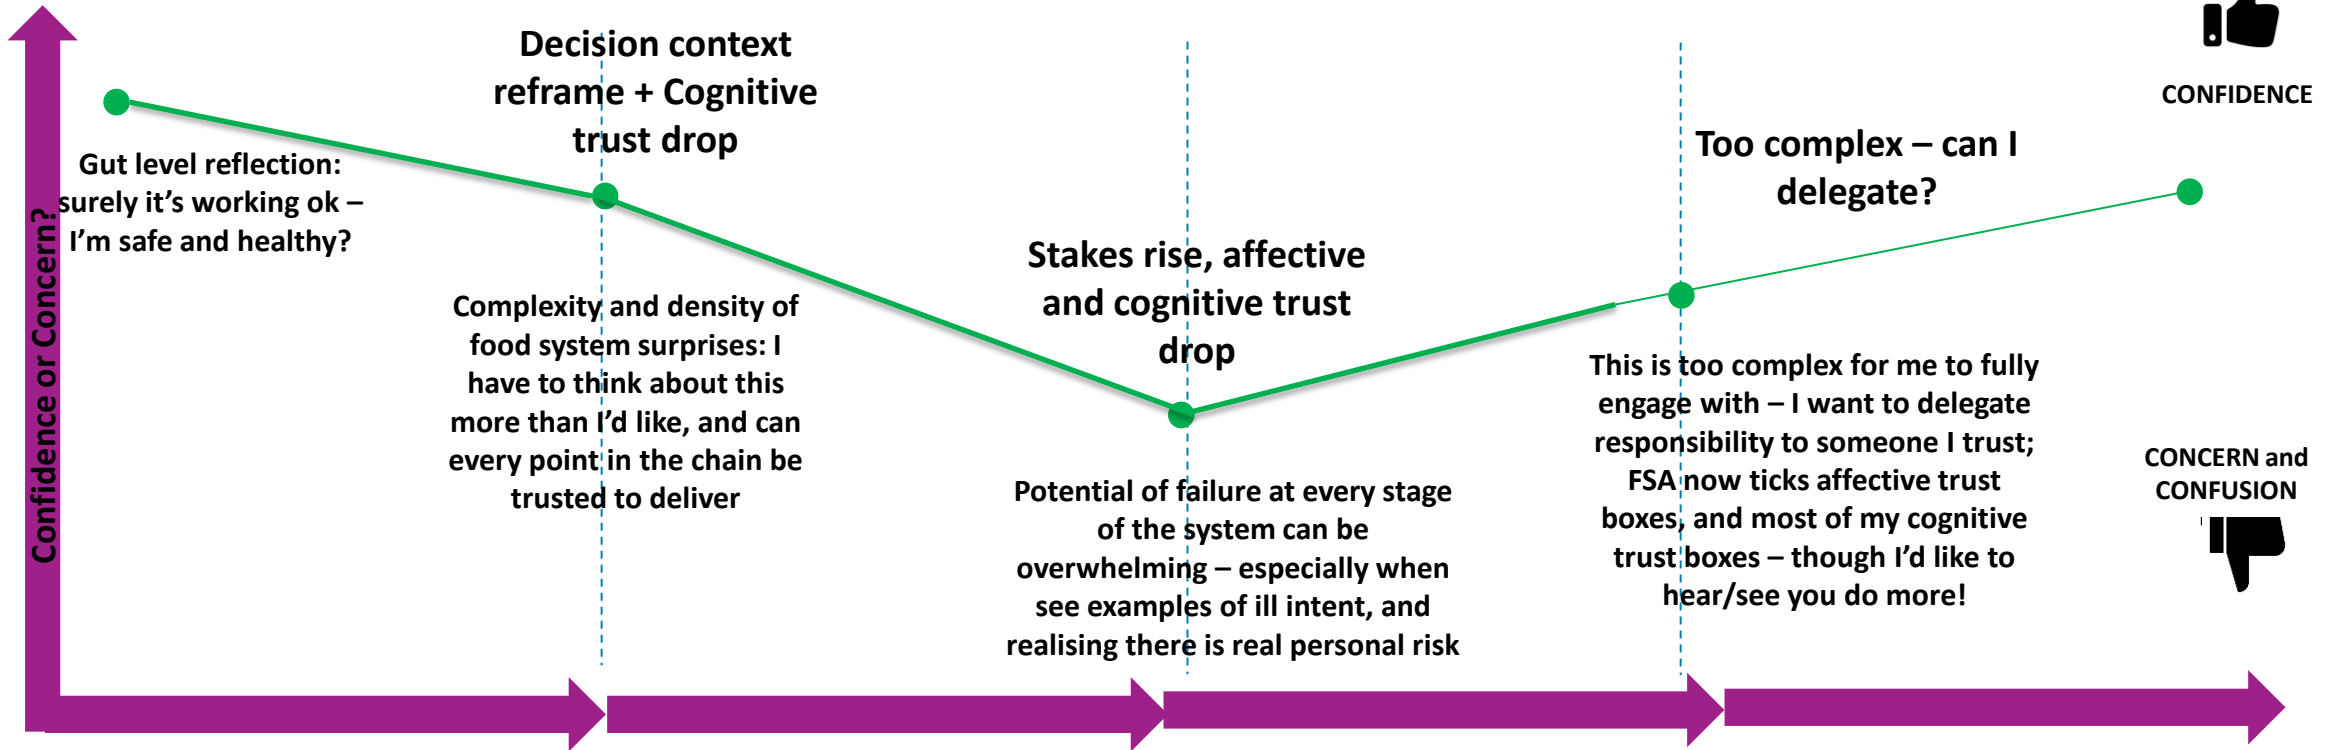 Confidence or Concern?
Gut level reflection:
surely it's working ok –
I'm safe and healthy?
Decision context
reframe + Cognitive
trust drop
Complexity and density of
food system surprises: I
have to think about this
more than I'd like, and can
every point in the chain be
trusted to deliver
Stakes rise, affective
and cognitive trust
drop
Potential of failure at every stage
of the system can be
overwhelming – especially when
see examples of ill intent, and
realising there is real personal risk
Too complex – can I
delegate?
This is too complex for me to fully
engage with – I want to delegate
responsibility to someone I trust;
FSA now ticks affective trust
boxes, and most of my cognitive
trust boxes – though I'd like to
hear/see you do more!
CONFIDENCE
CONCERN and
CONFUSION